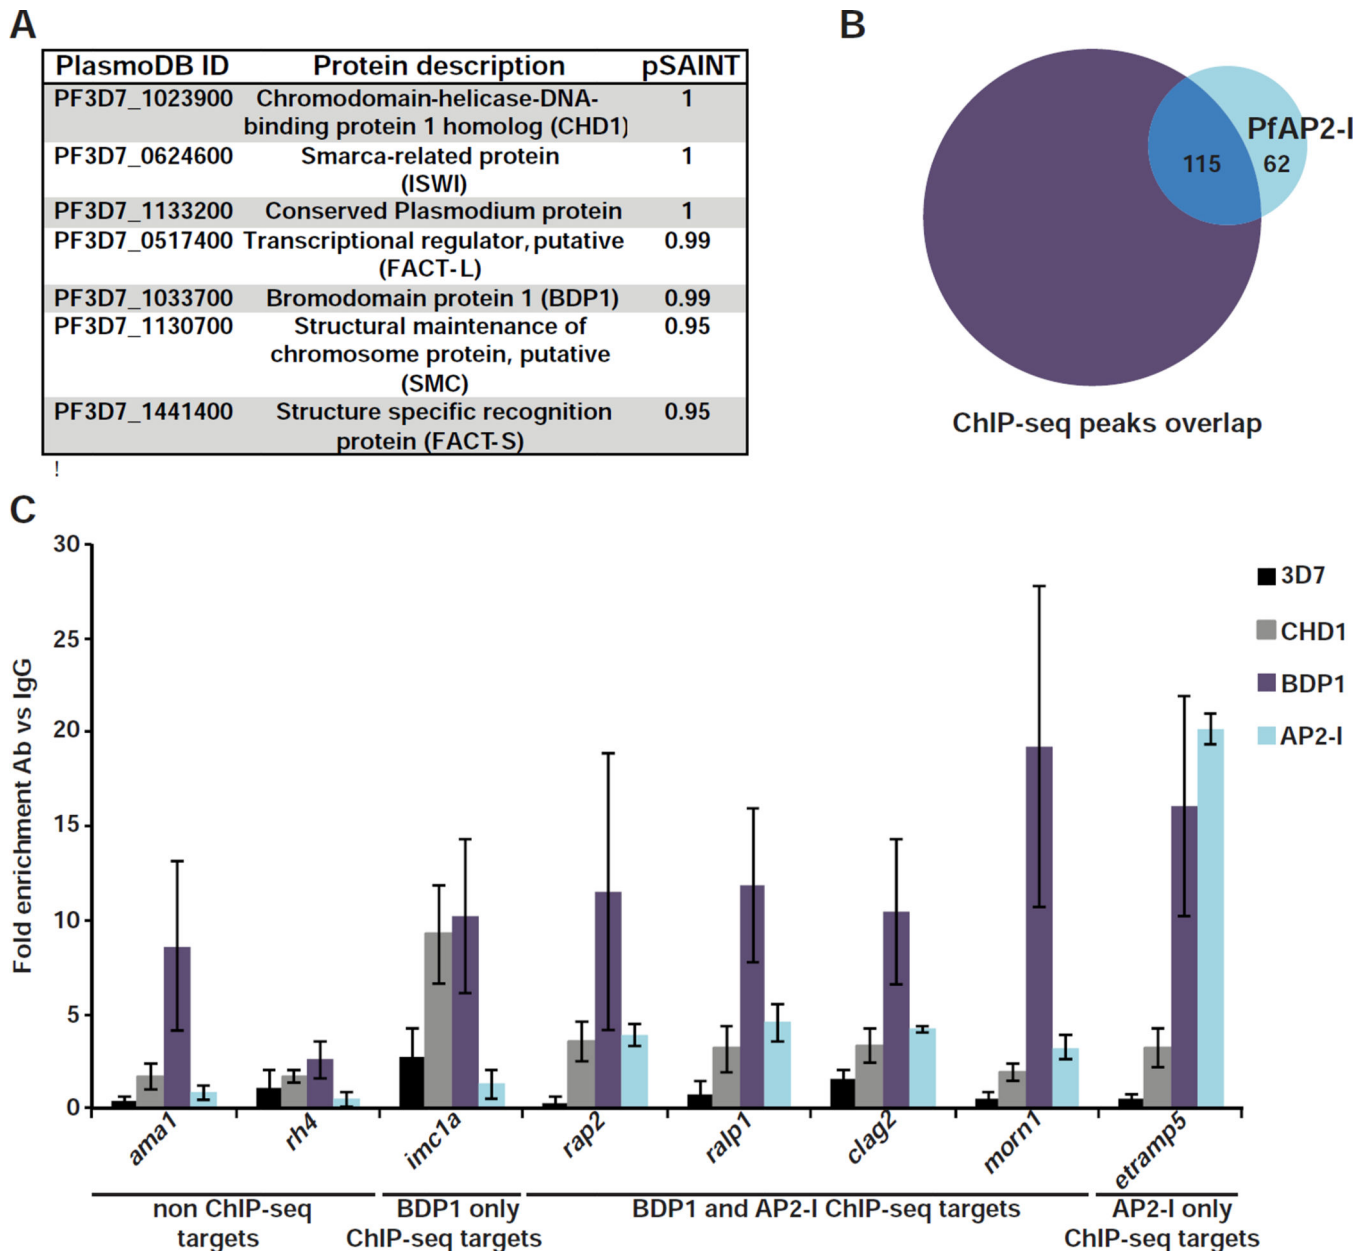 A
PlasmoDB ID Protein description pSAINT
PF3D7_1023900 Chromodomain-helicase-DNA- 1
binding protein 1 homolog (CHD1)
PF3D7_0624600 Smarca-related protein 1
(ISWI)
PF3D7_1133200 Conserved Plasmodium protein 1
PF3D7_0517400 Transcriptional regulator, putative 0.99
(FACT-L)
PF3D7_1033700 Bromodomain protein 1 (BDP1) 0.99
PF3D7_1130700 Structural maintenance of 0.95
chromosome protein, putative
(SMC)
PF3D7_1441400 Structure specific recognition 0.95
protein (FACT-S)
!
B
PfAP2-I
115 62
ChIP-seq peaks overlap
C
Fold enrichment Ab vs IgG
30
25
20
15
10
5
0
3D7
CHD1
BDP1
AP2-I
ama1 rh4 imc1a rap2 ralp1 clag2 morn1 etramp5
non ChIP-seq
targets
BDP1 only
ChIP-seq targets
BDP1 and AP2-I ChIP-seq targets
AP2-I only
ChIP-seq targets